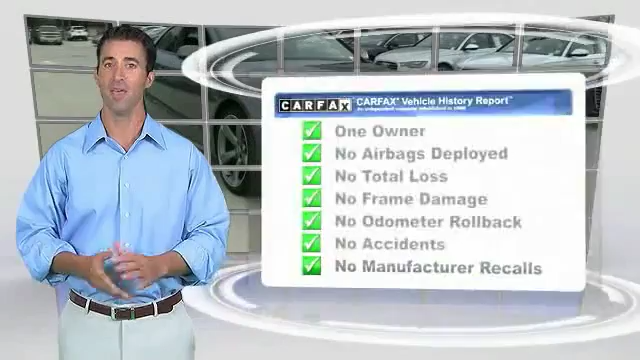 CARFAX CARFAX Vehicle History Report™
One Owner
No Airbags Deployed
No Total Loss
No Frame Damage
No Odometer Rollback
No Accidents
No Manufacturer Recalls